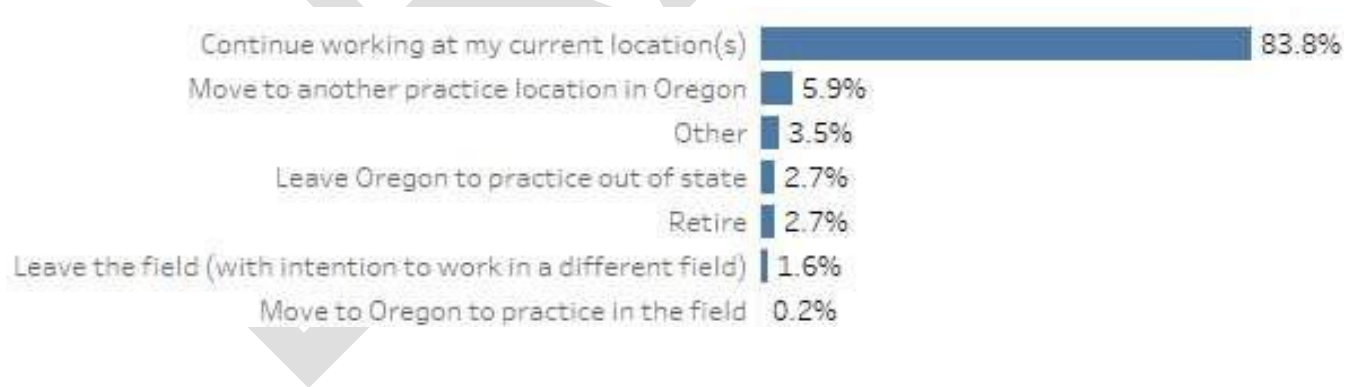 Continue working at my current location(s) 83.8%
Move to another practice location in Oregon 5.9%
Other 3.5%
Leave Oregon to practice out of state 2.7%
Retire 2.7%
Leave the field (with intention to work in a different field) 1.6%
Move to Oregon to practice in the field 0.2%